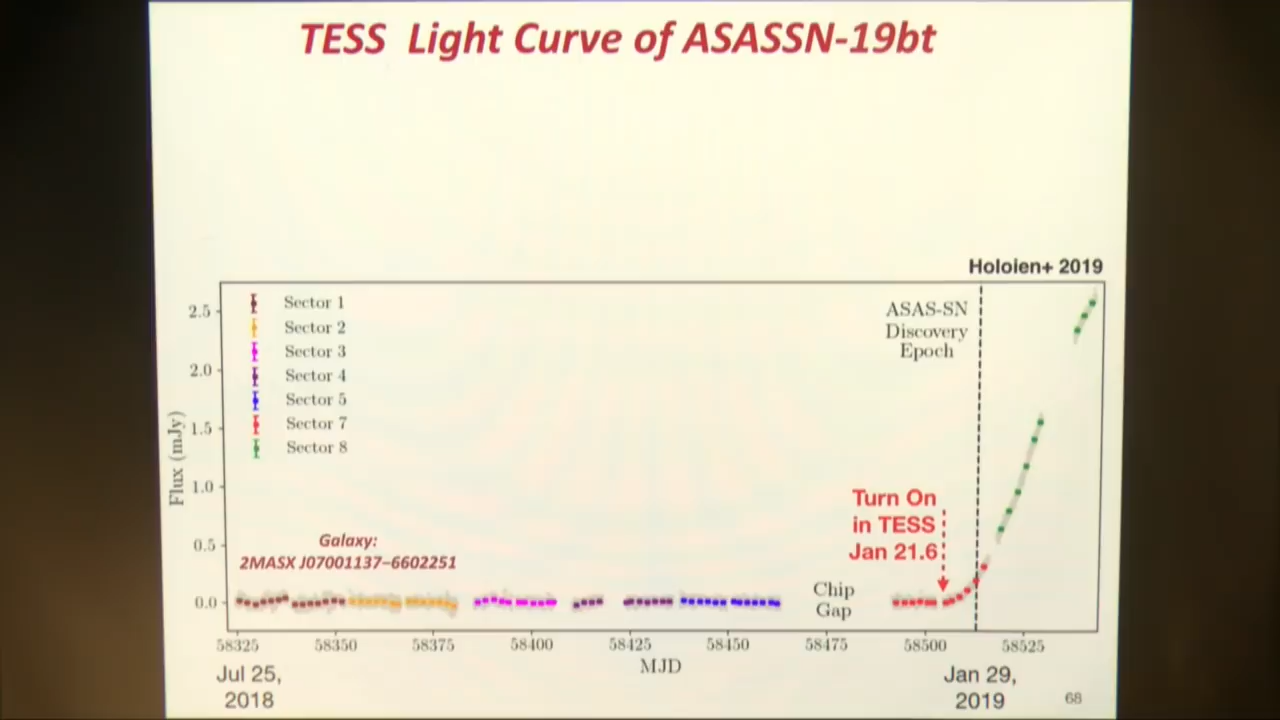 TESS Light Curve of ASASSN-19bt
Holoien+ 2019
Sector 1
Sector 2
Sector 3
Sector 4
Sector 5
Sector 7
Sector 8
ASAS-SN
Discovery
Epoch
2.5
2.0
1.5
1.0
0.5
0.0
Flux (mJy)
Turn On
in TESS
Jan 21.6
Galaxy:
2MASX J07001137–6602251
Chip
Gap
58325 58350 58375 58400 58425 58450 58475 58500 58525
MJD
Jul 25,
2018
Jan 29,
2019
68